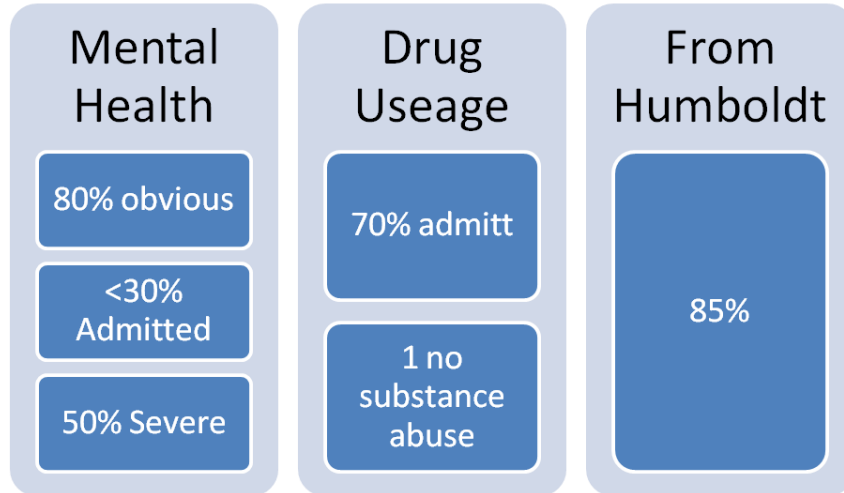 Mental
Health
80% obvious
<30%
Admitted
50% Severe
Drug
Useage
70% admitt
1 no
substance
abuse
From
Humboldt
85%